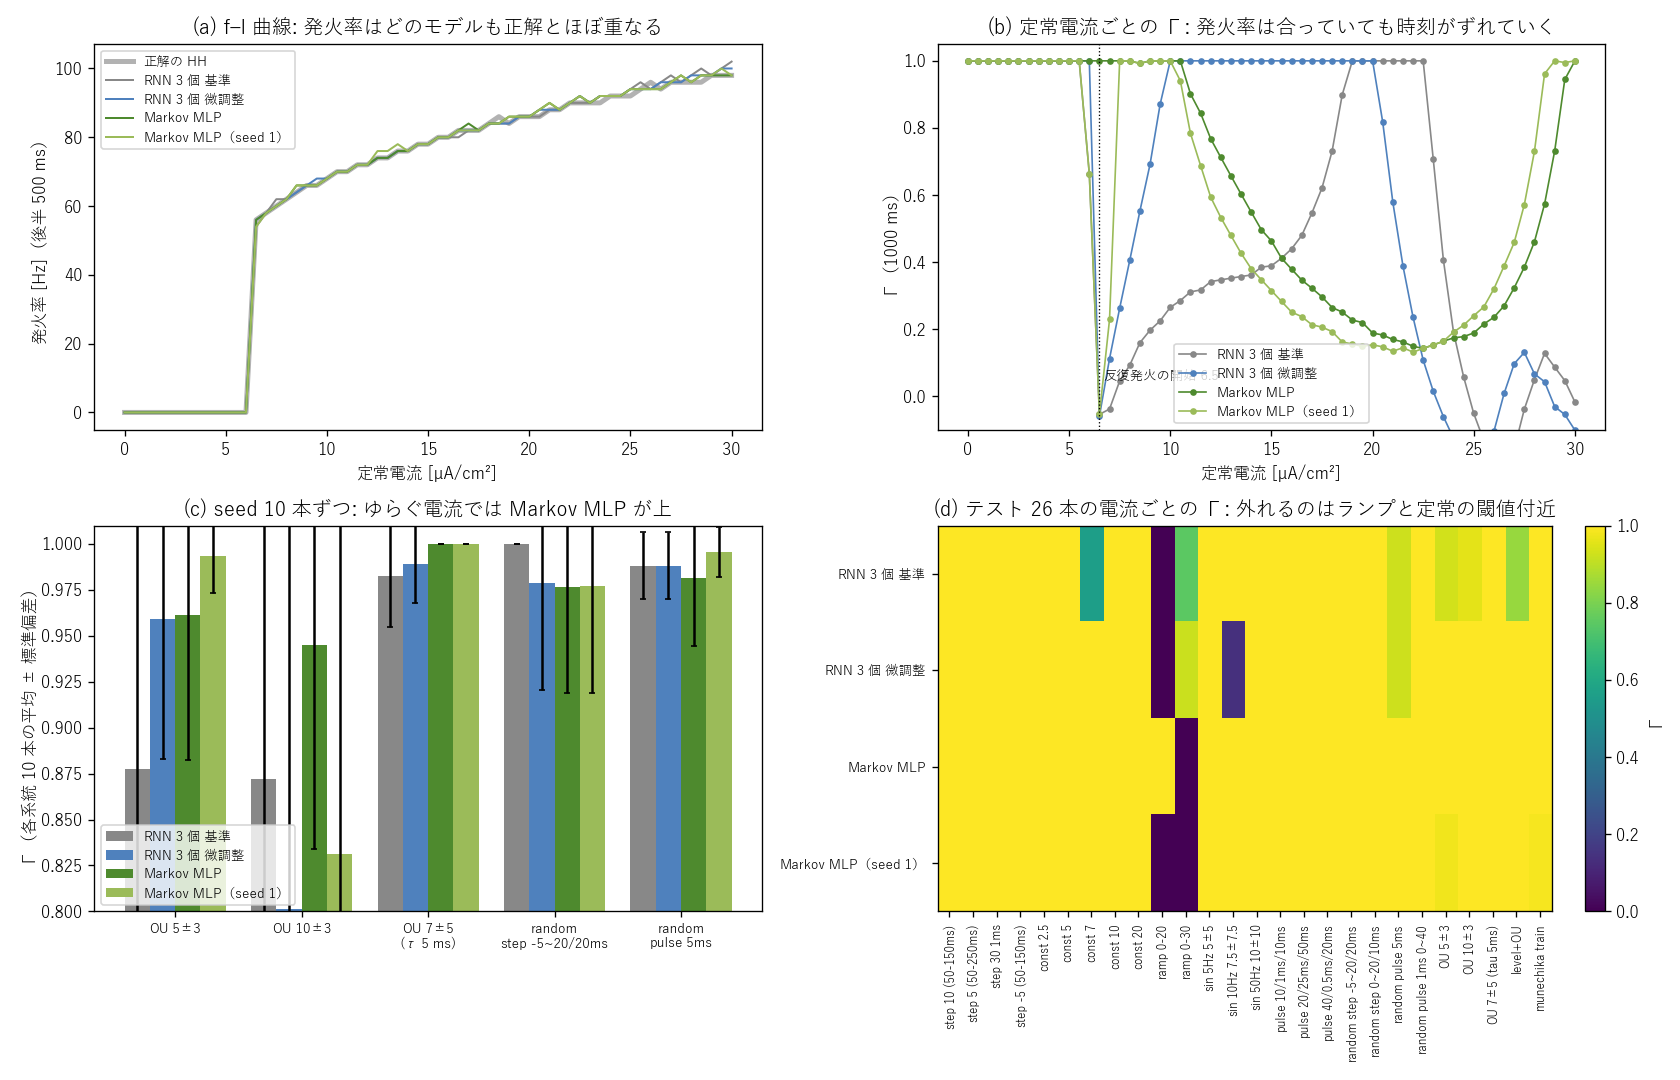 (a) f–I 曲線: 発火率はどのモデルも正解とほぼ重なる
100
80
60
40
20
0
発火率 [Hz]（後半 500 ms）
正解の HH
RNN 3 個 基準
RNN 3 個 微調整
Markov MLP
Markov MLP（seed 1）
0 5 10 15 20 25 30
定常電流 [µA/cm²]
(b) 定常電流ごとの Γ : 発火率は合っていても時刻がずれていく
1.0
0.8
0.6
0.4
0.2
0.0
Γ （1000 ms）
反復発火の開始 6.5
RNN 3 個 基準
RNN 3 個 微調整
Markov MLP
Markov MLP（seed 1）
0 5 10 15 20 25 30
定常電流 [µA/cm²]
(c) seed 10 本ずつ: ゆらぐ電流では Markov MLP が上
1.000
0.975
0.950
0.925
0.900
0.875
0.850
0.825
0.800
Γ （各系統 10 本の平均 ± 標準偏差）
RNN 3 個 基準
RNN 3 個 微調整
Markov MLP
Markov MLP（seed 1）
OU 5±3
OU 10±3
OU 7±5
（τ 5 ms）
random
step -5~20/20ms
random
pulse 5ms
(d) テスト 26 本の電流ごとの Γ : 外れるのはランプと定常の閾値付近
RNN 3 個 基準
RNN 3 個 微調整
Markov MLP
Markov MLP（seed 1）
step 10 (50-150ms)
step 5 (50-250ms)
step 30 1ms
step -5 (50-150ms)
const 2.5
const 5
const 7
const 10
const 20
ramp 0-20
ramp 0-30
sin 5Hz 5±5
sin 10Hz 7.5±7.5
sin 50Hz 10±10
pulse 10/1ms/10ms
pulse 20/25ms/50ms
pulse 40/0.5ms/20ms
random step -5~20/20ms
random step 0~20/10ms
random pulse 5ms
random pulse 1ms 0~40
OU 5±3
OU 10±3
OU 7±5 (tau 5ms)
level+OU
munechika train
1.0
0.8
0.6
0.4
0.2
0.0
Γ